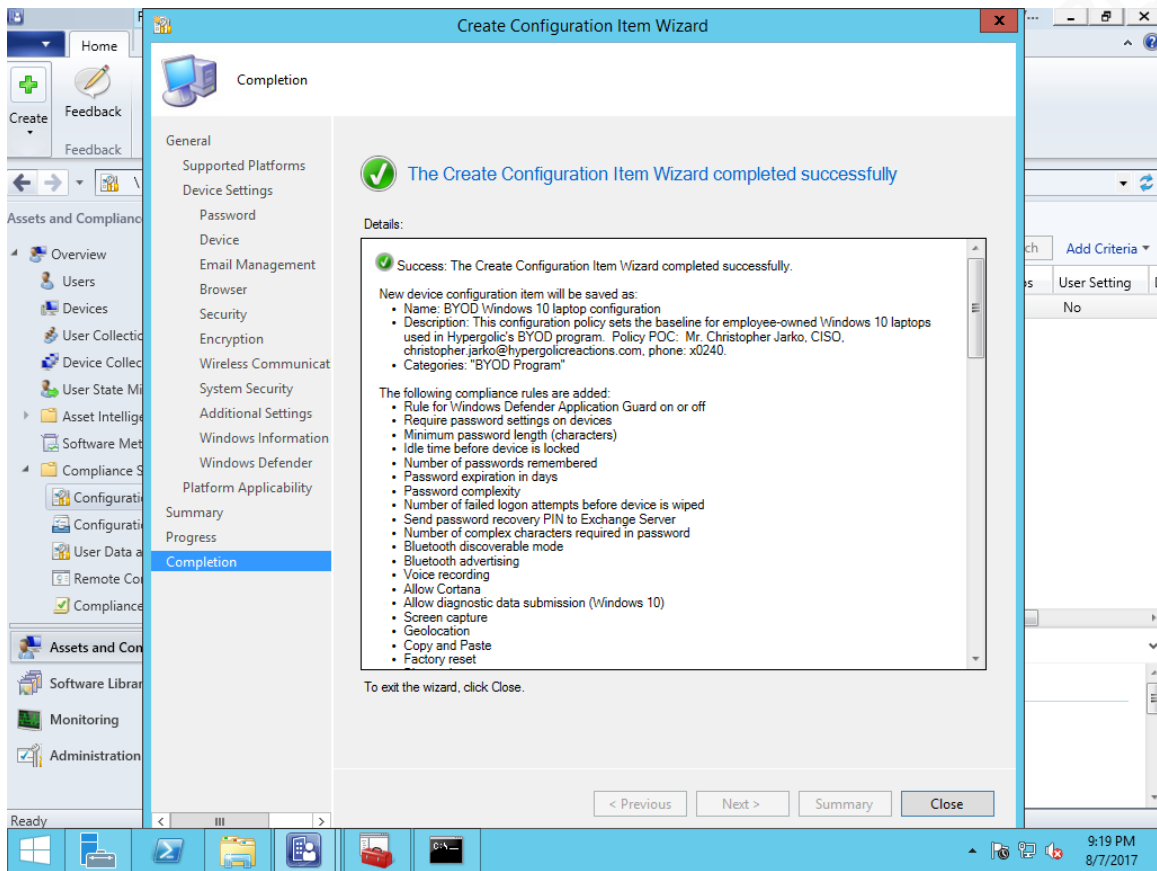 Create Configuration Item Wizard
Home
Create
Feedback
Feedback
Completion
Assets and Complianc
Overview
Users
Devices
User Collectio
Device Collec
User State Mi
Asset Intellige
Software Met
Compliance S
Configurati
Configurati
User Data a
Remote Co
Compliance
Assets and Con
Software Librar
Monitoring
Administration
Ready
General
Supported Platforms
Device Settings
Password
Device
Email Management
Browser
Security
Encryption
Wireless Communicat
System Security
Additional Settings
Windows Information
Windows Defender
Platform Applicability
Summary
Progress
Completion
The Create Configuration Item Wizard completed successfully
Details:
Success: The Create Configuration Item Wizard completed successfully.
New device configuration item will be saved as:
• Name: BYOD Windows 10 laptop configuration
• Description: This configuration policy sets the baseline for employee-owned Windows 10 laptops
used in Hypergolic's BYOD program. Policy POC: Mr. Christopher Jarko, CISO,
christopher.jarko@hypergolicreactions.com, phone: x0240.
• Categories: "BYOD Program"
The following compliance rules are added:
• Rule for Windows Defender Application Guard on or off
• Require password settings on devices
• Minimum password length (characters)
• Idle time before device is locked
• Number of passwords remembered
• Password expiration in days
• Password complexity
• Number of failed logon attempts before device is wiped
• Send password recovery PIN to Exchange Server
• Number of complex characters required in password
• Bluetooth discoverable mode
• Bluetooth advertising
• Voice recording
• Allow Cortana
• Allow diagnostic data submission (Windows 10)
• Screen capture
• Geolocation
• Copy and Paste
• Factory reset
To exit the wizard, click Close.
< Previous
Next >
Summary
Close
ch
Add Criteria
User Setting
No
9:19 PM
8/7/2017